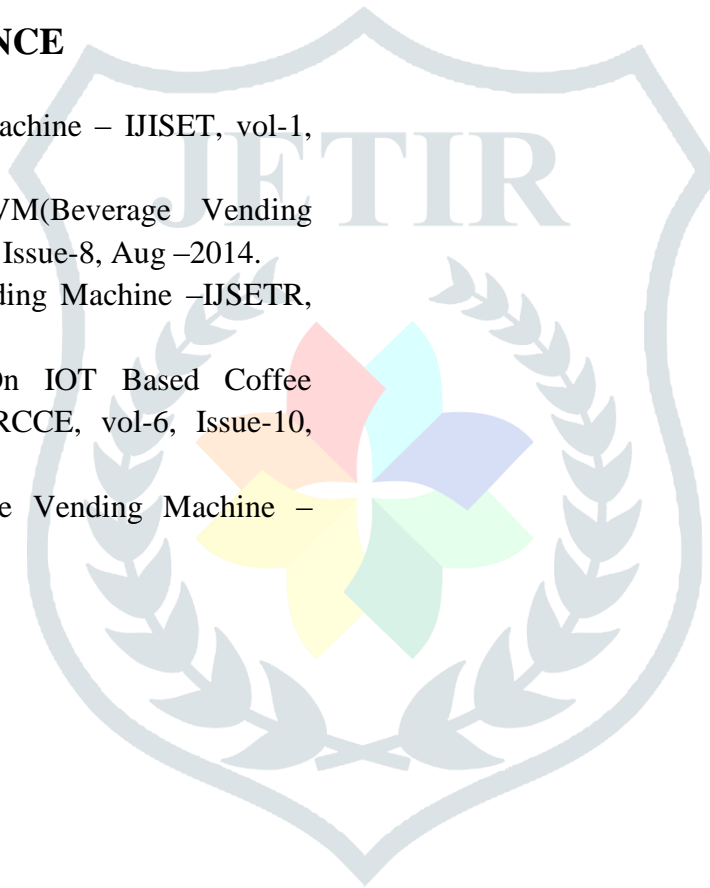 NCE
achine – IJISET, vol-1,
VM(Beverage Vending
Issue-8, Aug –2014.
ding Machine –IJSETR,
On IOT Based Coffee
RCCE, vol-6, Issue-10,
e Vending Machine –
JETIR